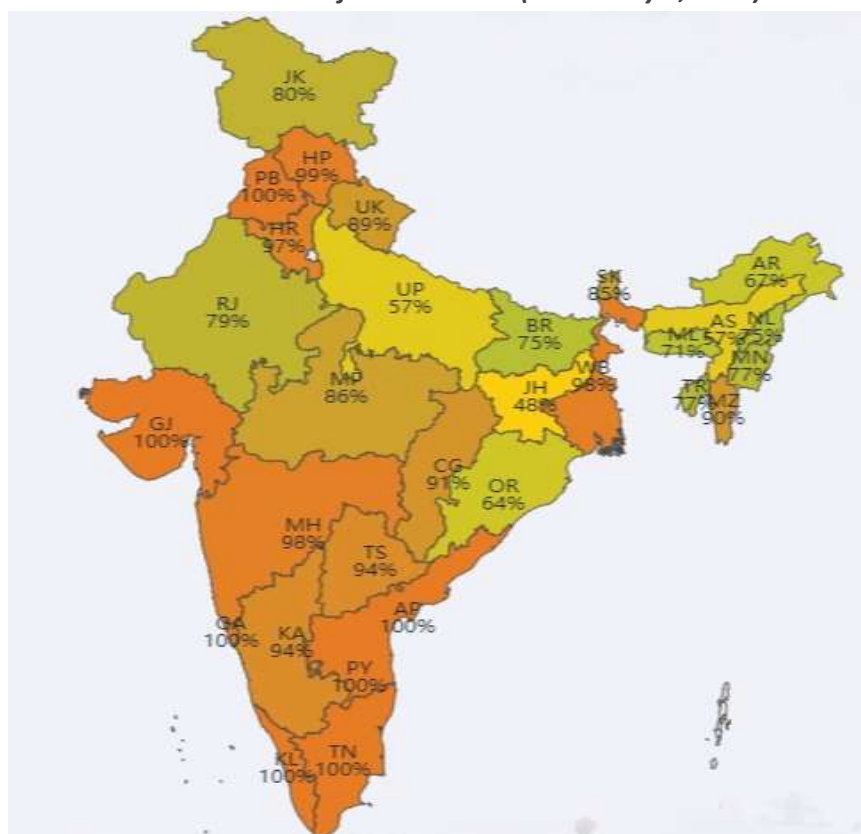 JK
80%
HP
99%
PB
100%
UK
89%
HR
97%
AR
67%
SK
85%
UP
57%
RJ
79%
BR
75%
AS
57%
NL
75%
ML
71%
MN
77%
WB
98%
MP
86%
JH
48%
TR
77%
MZ
90%
GJ
100%
CG
91%
OR
64%
MH
98%
TS
94%
AP
100%
GA
100%
KA
94%
PY
100%
KL
100%
TN
100%